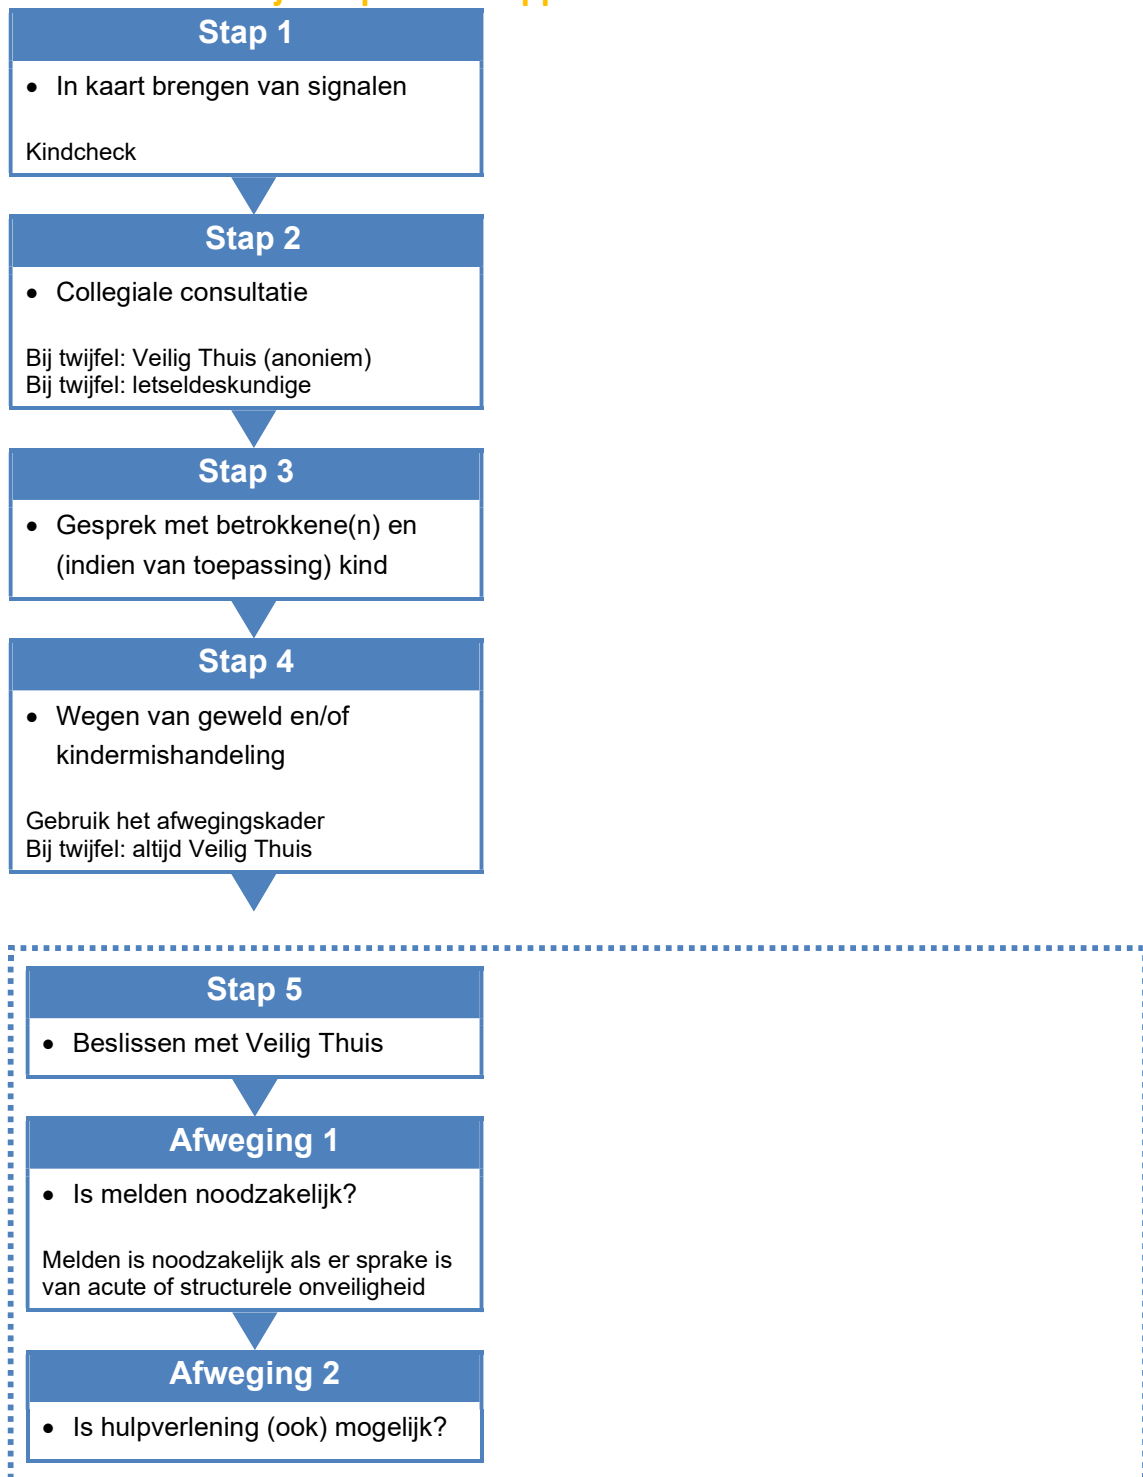 Stap 1
• In kaart brengen van signalen
Kindcheck
Stap 2
• Collegiale consultatie
Bij twijfel: Veilig Thuis (anoniem)
Bij twijfel: letseldeskundige
Stap 3
• Gesprek met betrokkene(n) en
(indien van toepassing) kind
Stap 4
• Wegen van geweld en/of
kindermishandeling
Gebruik het afwegingskader
Bij twijfel: altijd Veilig Thuis
Stap 5
• Beslissen met Veilig Thuis
Afweging 1
• Is melden noodzakelijk?
Melden is noodzakelijk als er sprake is
van acute of structurele onveiligheid
Afweging 2
• Is hulpverlening (ook) mogelijk?